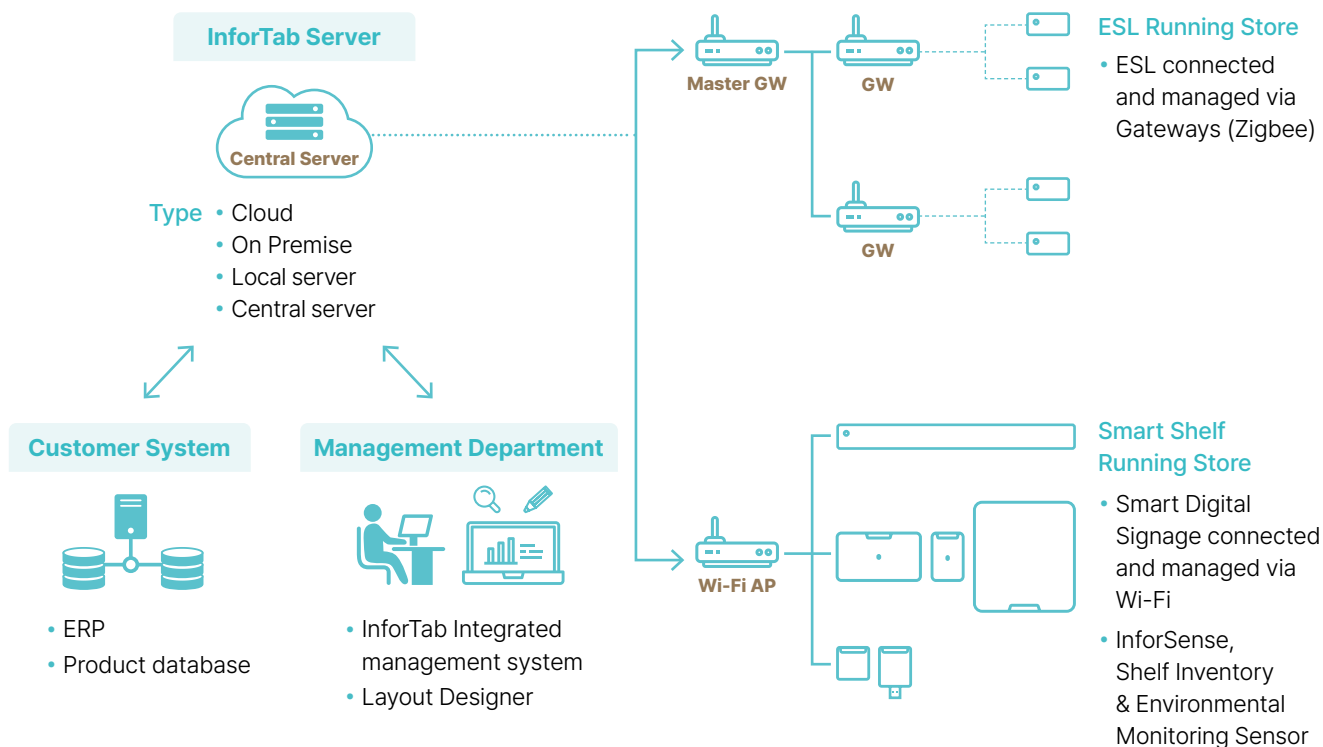 InforTab Server
Central Server
Type • Cloud
• On Premise
• Local server
• Central server
Customer System
• ERP
• Product database
Management Department
• InforTab Integrated
management system
• Layout Designer
Master GW
GW
GW
ESL Running Store
• ESL connected
and managed via
Gateways (Zigbee)
Wi-Fi AP
Smart Shelf
Running Store
• Smart Digital
Signage connected
and managed via
Wi-Fi
• InforSense,
Shelf Inventory
& Environmental
Monitoring Sensor